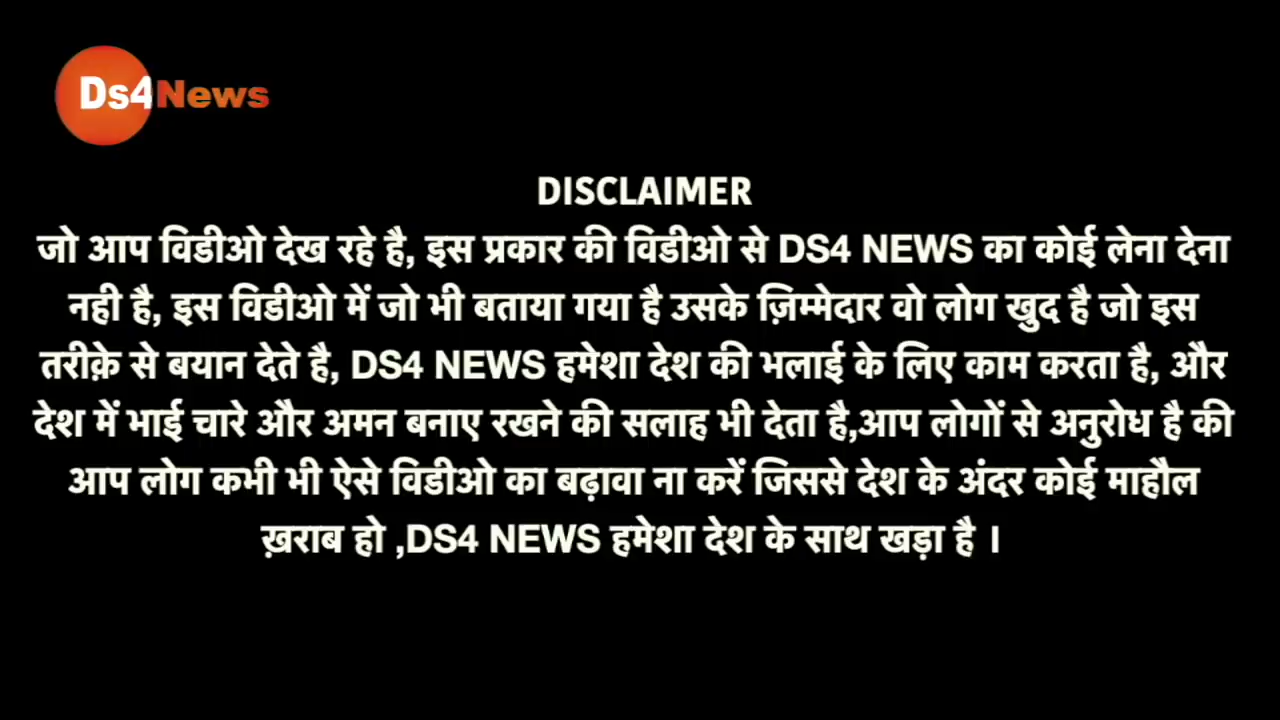 Ds4News
DISCLAIMER
जो आप विडीओ देख रहे है, इस प्रकार की विडीओ से DS4 NEWS का कोई लेना देना
नही है, इस विडीओ में जो भी बताया गया है उसके ज़िम्मेदार वो लोग खुद है जो इस
तरीक़े से बयान देते है, DS4 NEWS हमेशा देश की भलाई के लिए काम करता है, और
देश में भाई चारे और अमन बनाए रखने की सलाह भी देता है,आप लोगों से अनुरोध है की
आप लोग कभी भी ऐसे विडीओ का बढ़ावा ना करें जिससे देश के अंदर कोई माहौल
ख़राब हो ,DS4 NEWS हमेशा देश के साथ खड़ा है ।